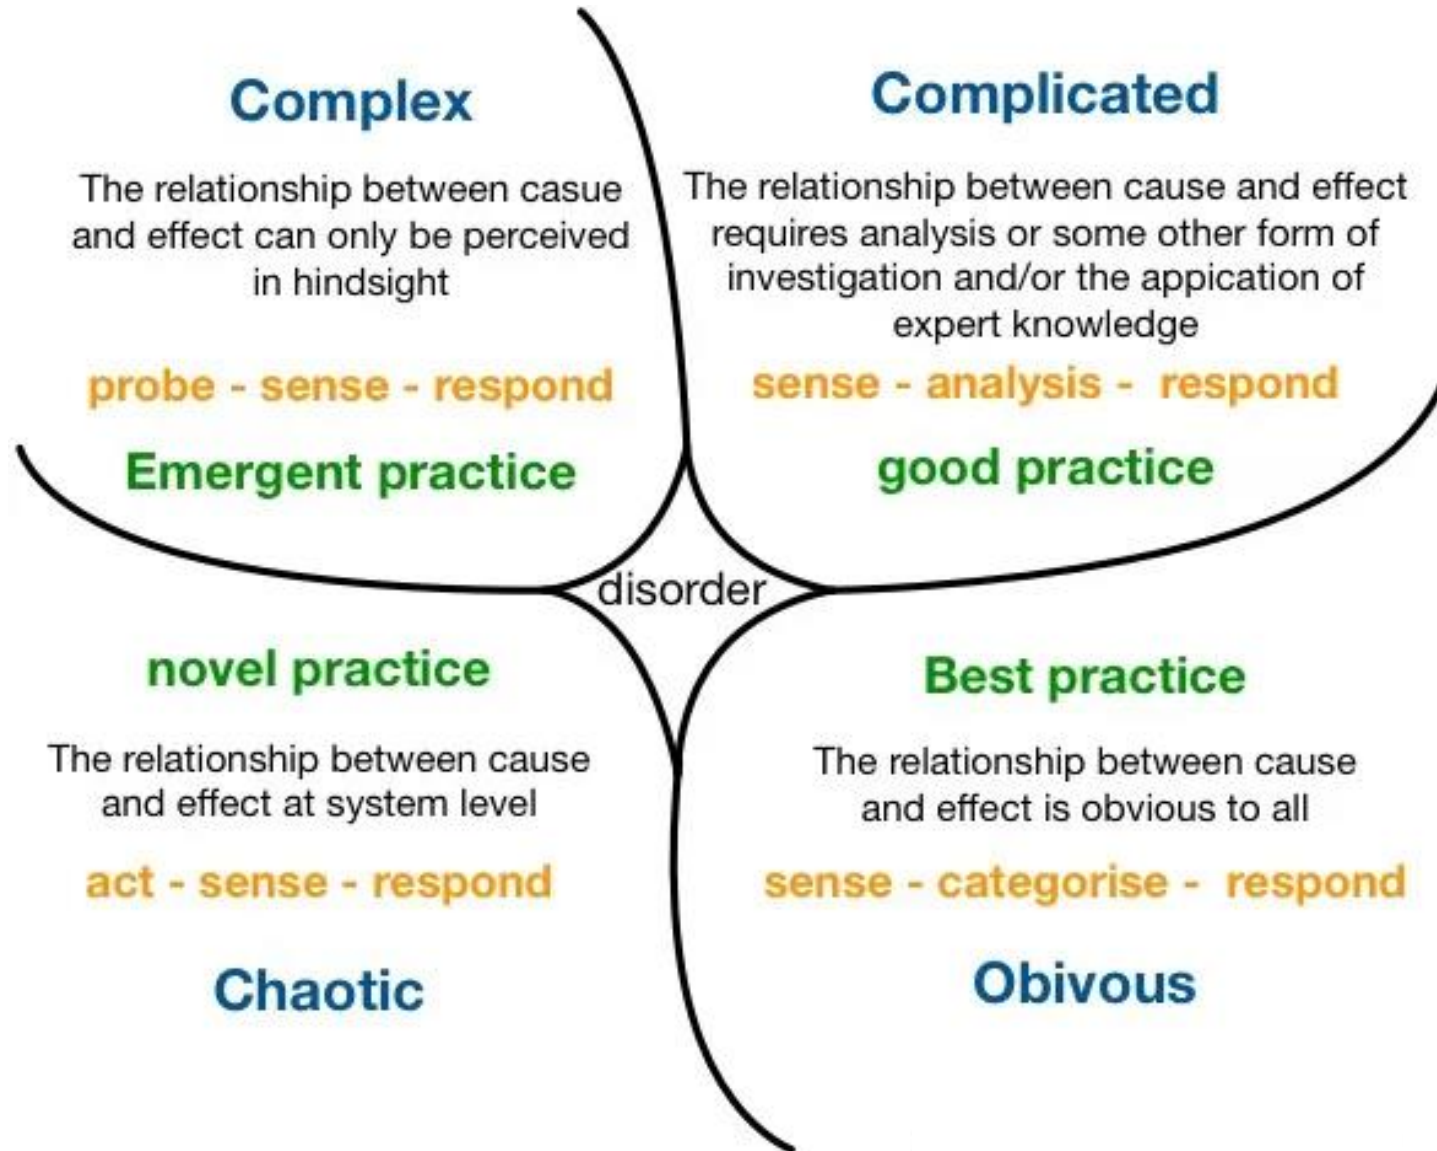 Complex
The relationship between casue
and effect can only be perceived
in hindsight
probe - sense - respond
Emergent practice
Complicated
The relationship between cause and effect
requires analysis or some other form of
investigation and/or the appication of
expert knowledge
sense - analysis - respond
good practice
disorder
novel practice
The relationship between cause
and effect at system level
act - sense - respond
Chaotic
Best practice
The relationship between cause
and effect is obvious to all
sense - categorise - respond
Obivous